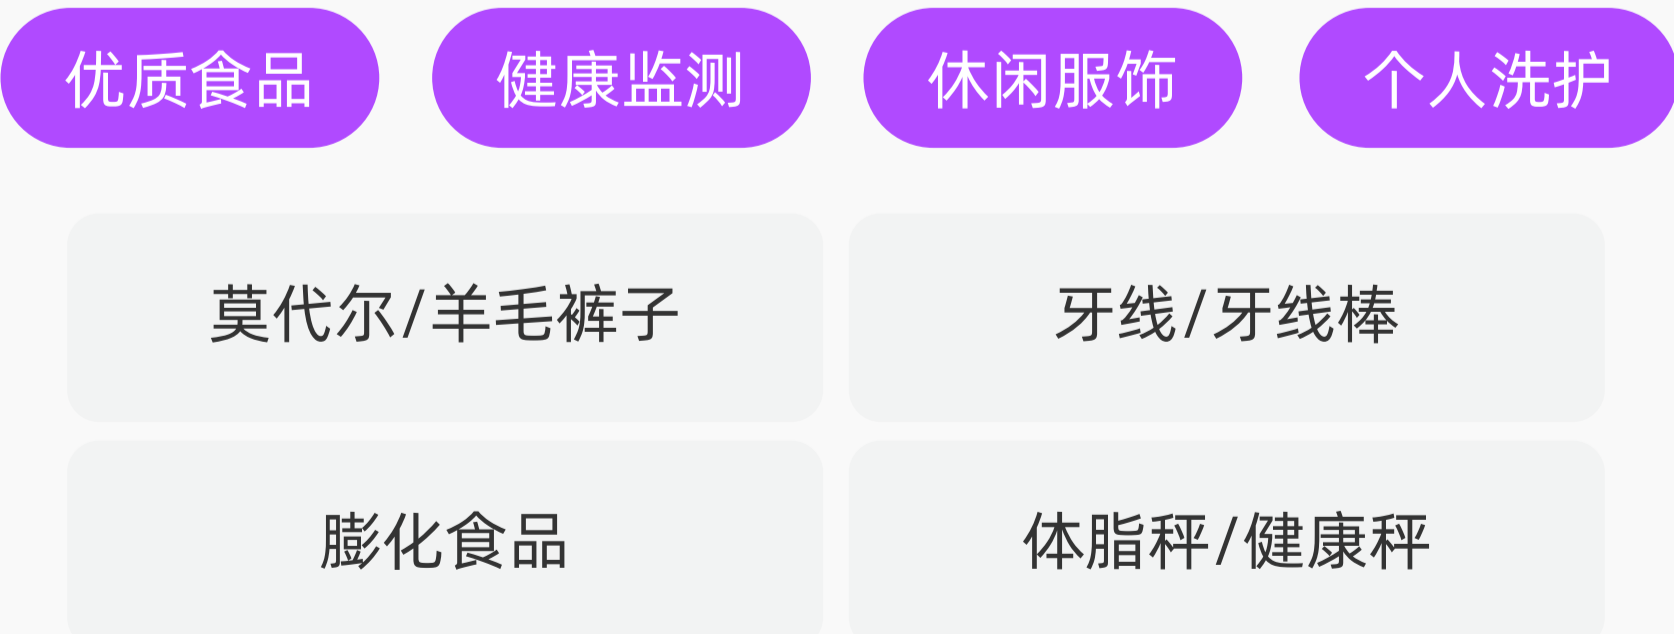 优质食品 健康监测 休闲服饰 个人洗护
莫代尔/羊毛裤子 牙线/牙线棒
膨化食品 体脂秤/健康秤